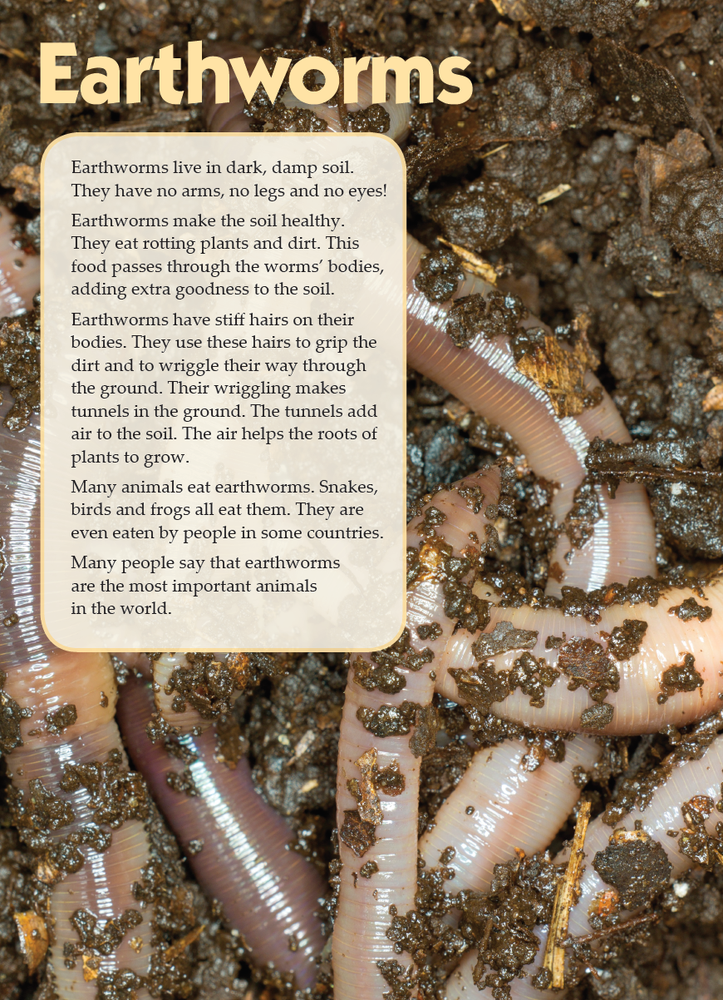 Earthworms
Earthworms live in dark, damp soil.
They have no arms, no legs and no eyes!
Earthworms make the soil healthy.
They eat rotting plants and dirt. This
food passes through the worms’ bodies,
adding extra goodness to the soil.
Earthworms have stiff hairs on their
bodies. They use these hairs to grip the
dirt and to wriggle their way through
the ground. Their wriggling makes
tunnels in the ground. The tunnels add
air to the soil. The air helps the roots of
plants to grow.
Many animals eat earthworms. Snakes,
birds and frogs all eat them. They are
even eaten by people in some countries.
Many people say that earthworms
are the most important animals
in the world.